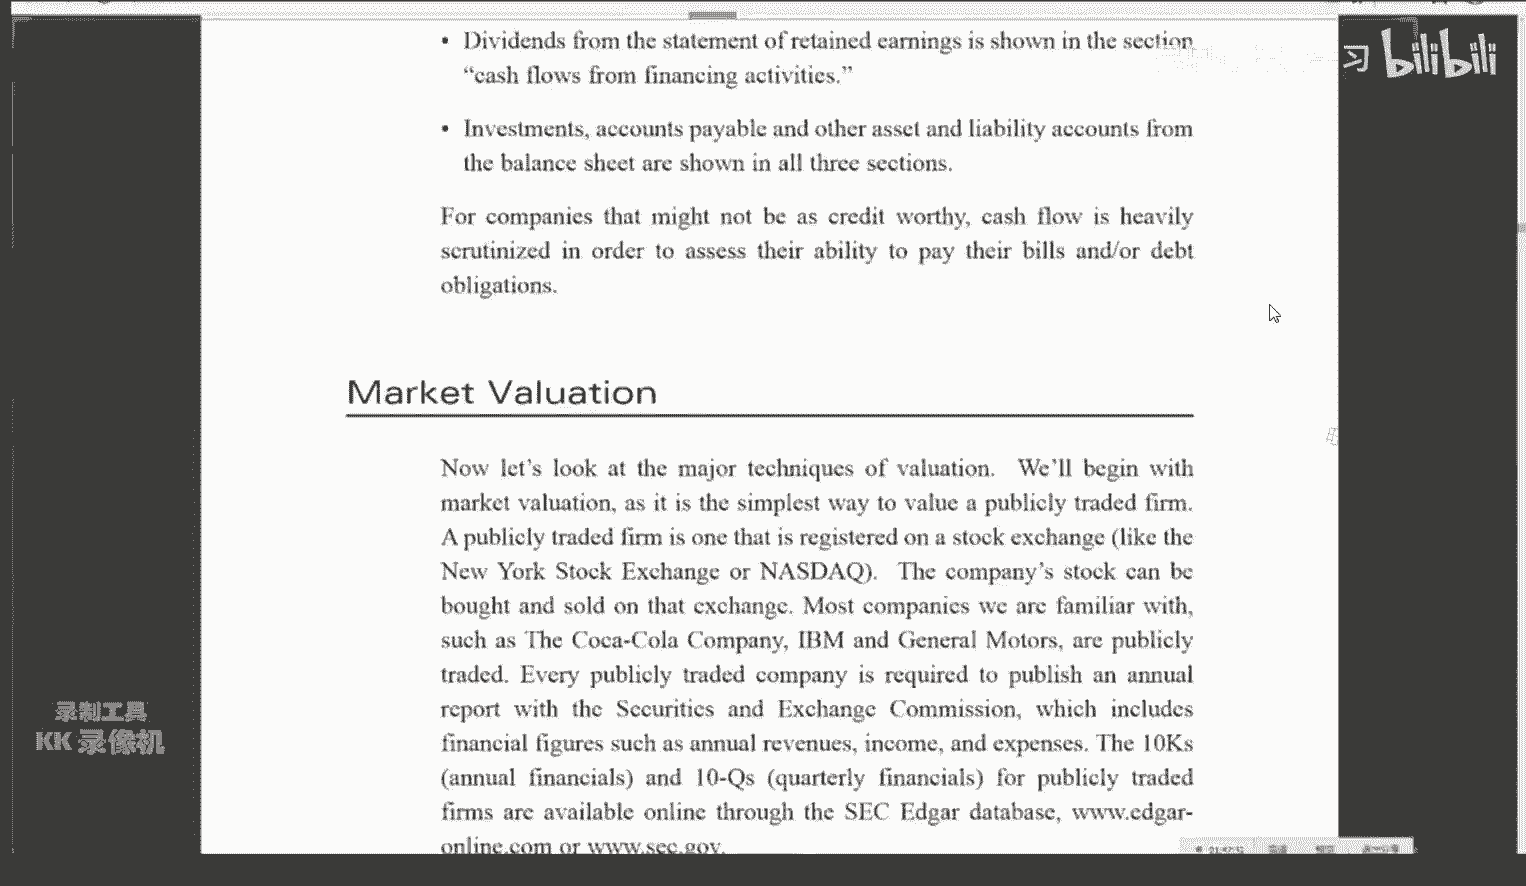 • Dividends from the statement of retained earnings is shown in the section
“cash flows from financing activities.”
• Investments, accounts payable and other asset and liability accounts from
the balance sheet are shown in all three sections.
For companies that might not be as credit worthy, cash flow is heavily
scrutinized in order to assess their ability to pay their bills and/or debt
obligations.
Market Valuation
Now let’s look at the major techniques of valuation. We’ll begin with
market valuation, as it is the simplest way to value a publicly traded firm.
A publicly traded firm is one that is registered on a stock exchange (like the
New York Stock Exchange or NASDAQ). The company’s stock can be
bought and sold on that exchange. Most companies we are familiar with,
such as The Coca-Cola Company, IBM and General Motors, are publicly
traded. Every publicly traded company is required to publish an annual
report with the Securities and Exchange Commission, which includes
financial figures such as annual revenues, income, and expenses. The 10Ks
(annual financials) and 10-Qs (quarterly financials) for publicly traded
firms are available online through the SEC Edgar database, www.edgar-
online.com or www.sec.gov.
习 bilibili
录制工具
KK 录像机